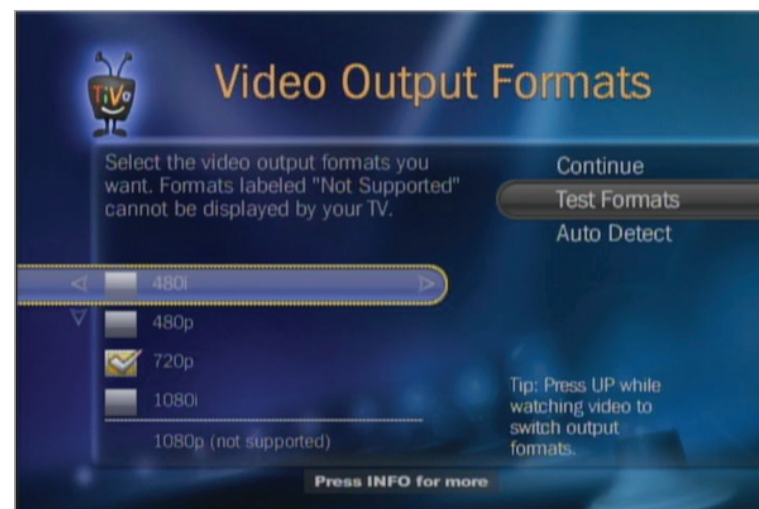 TiVo
Video Output Formats
Select the video output formats you
want. Formats labeled "Not Supported"
cannot be displayed by your TV.
Continue
Test Formats
Auto Detect
480i
480p
720p
1080i
1080p (not supported)
Tip: Press UP while
watching video to
switch output
formats.
Press INFO for more